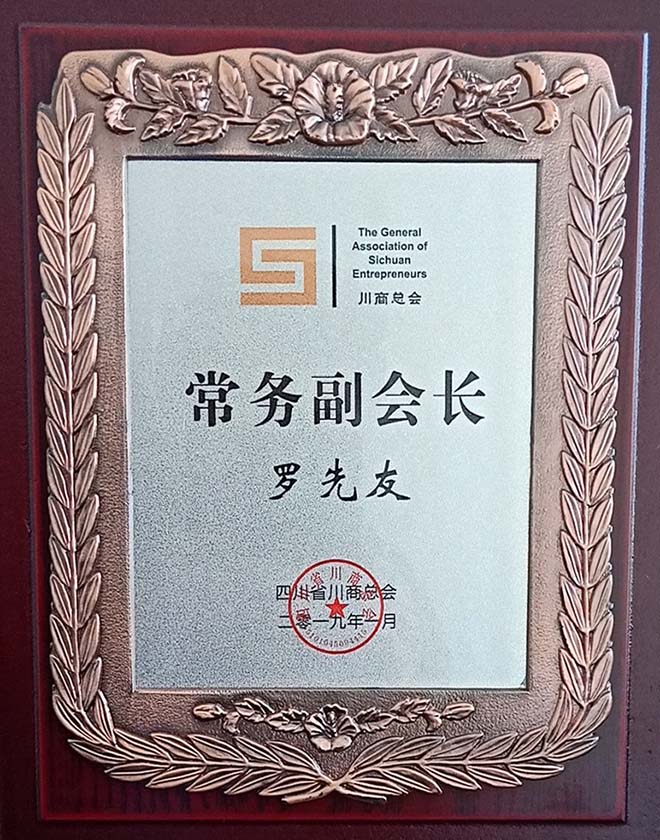 The General
Association of
Sichuan
Entrepreneurs
川商总会
常务副会长
罗先友
四川省川商总会
二零一九年一月